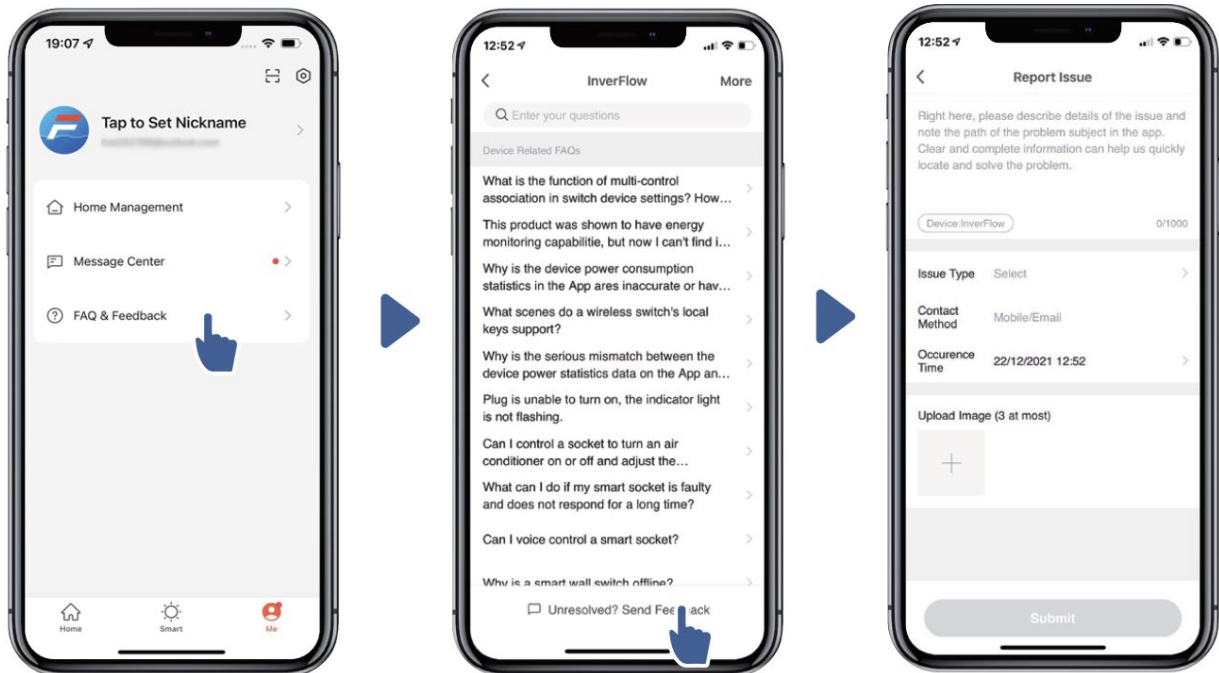 19:07
Tap to Set Nickname
Home Management
Message Center
FAQ & Feedback
Home
Smart
Me
12:52
InverFlow
More
Enter your questions
Device Related FAQs
What is the function of multi-control
association in switch device settings? How...
This product was shown to have energy
monitoring capabilitie, but now I can't find i...
Why is the device power consumption
statistics in the App ares inaccurate or hav...
What scenes do a wireless switch's local
keys support?
Why is the serious mismatch between the
device power statistics data on the App an...
Plug is unable to turn on, the indicator light
is not flashing.
Can I control a socket to turn an air
conditioner on or off and adjust the...
What can I do if my smart socket is faulty
and does not respond for a long time?
Can I voice control a smart socket?
Why is a smart wall switch offline?
Unresolved? Send Feedback
12:52
Report Issue
Right here, please describe details of the issue and
note the path of the problem subject in the app.
Clear and complete information can help us quickly
locate and solve the problem.
Device:InverFlow
0/1000
Issue Type Select
Contact
Method
Mobile/Email
Occurence
Time
22/12/2021 12:52
Upload Image (3 at most)
Submit